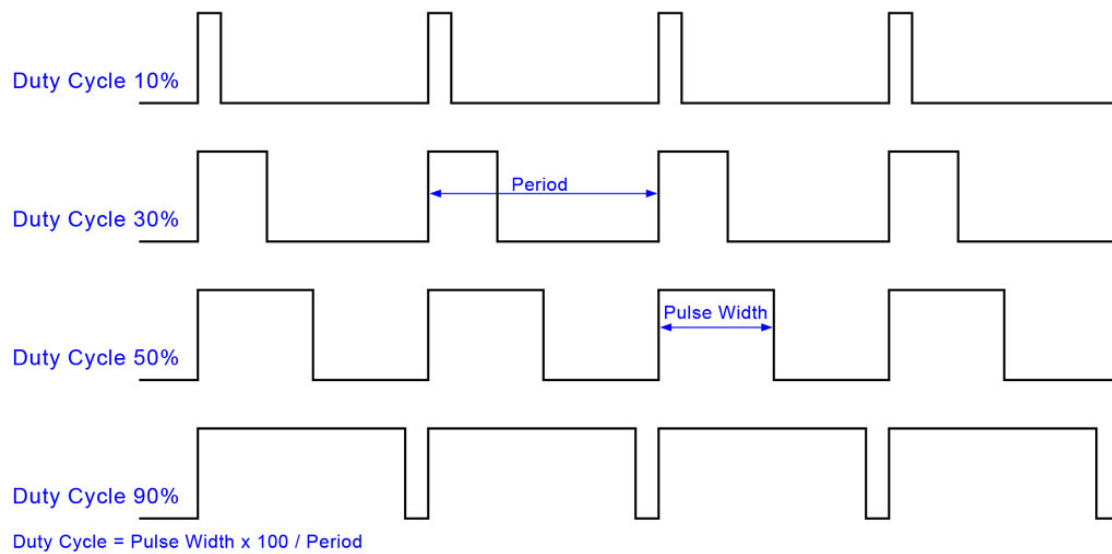 Duty Cycle 10%
Period
Duty Cycle 30%
Pulse Width
Duty Cycle 50%
Duty Cycle 90%
Duty Cycle = Pulse Width x 100 / Period